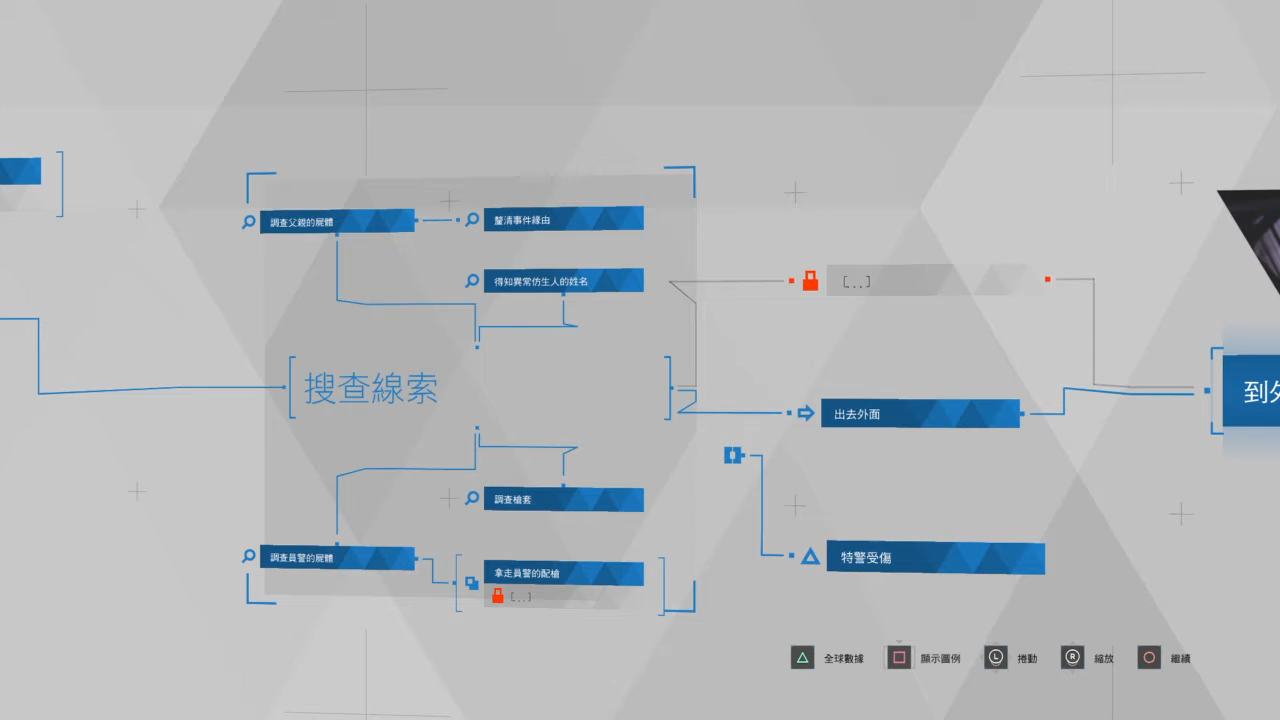 調查父親的屍體
釐清事件緣由
得知異常仿生人的姓名
[...]
搜查線索
到外
出去外面
調查槍套
調查員警的屍體
特警受傷
拿走員警的配槍
[...]
全球數據
顯示圖例
L
捲動
R
縮放
繼續